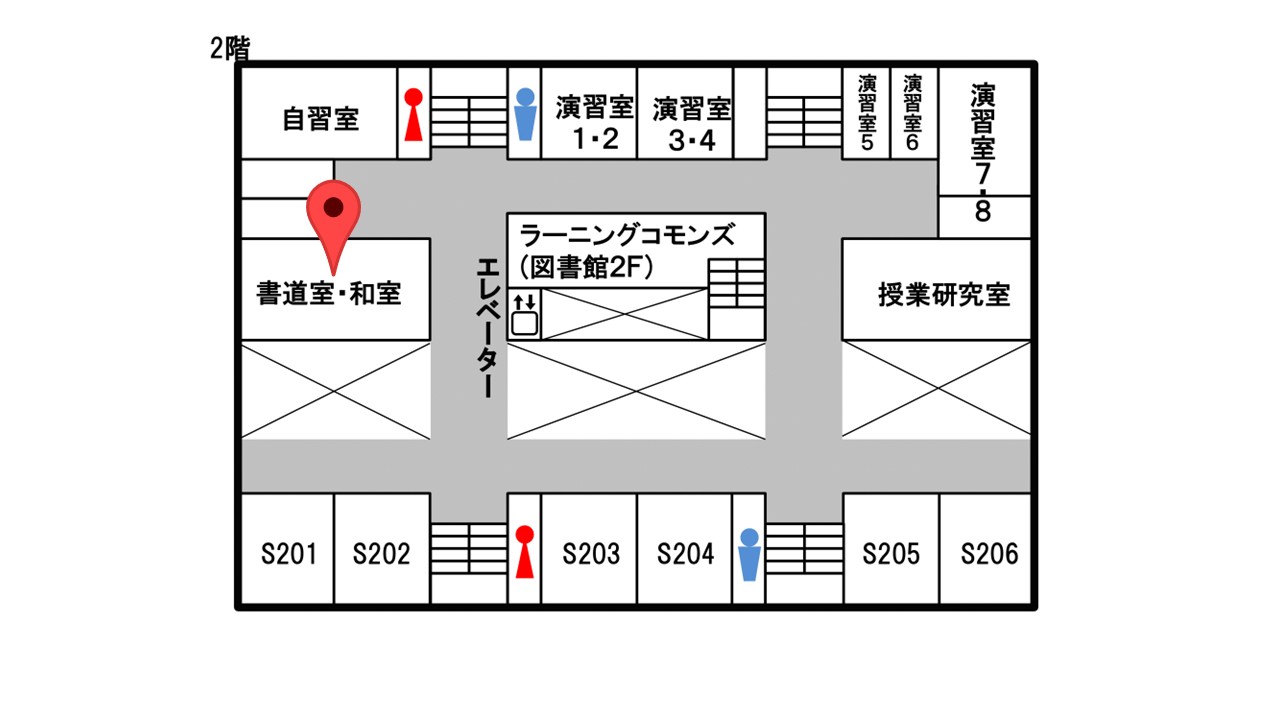 2階
自習室
演習室
1・2
演習室
3・4
演習室5
演習室6
演習室7・8
ラーニングコモンズ
(図書館2F)
エレベーター
書道室・和室
授業研究室
S201
S202
S203
S204
S205
S206